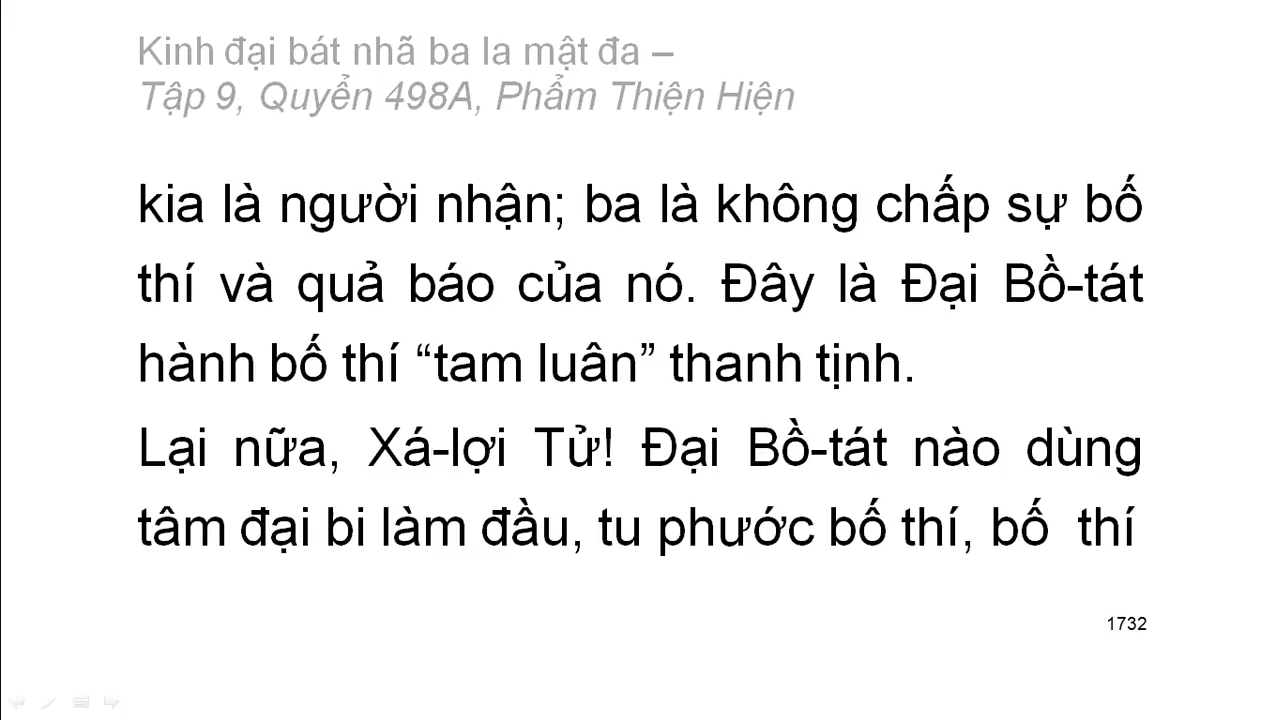 Kinh đại bát nhã ba la mật đa –
Tập 9, Quyển 498A, Phẩm Thiện Hiện
kia là người nhận; ba là không chấp sự bố
thí và quả báo của nó. Đây là Đại Bồ-tát
hành bố thí “tam luân” thanh tịnh.
Lại nữa, Xá-lợi Tử! Đại Bồ-tát nào dùng
tâm đại bi làm đầu, tu phước bố thí, bố thí
1732